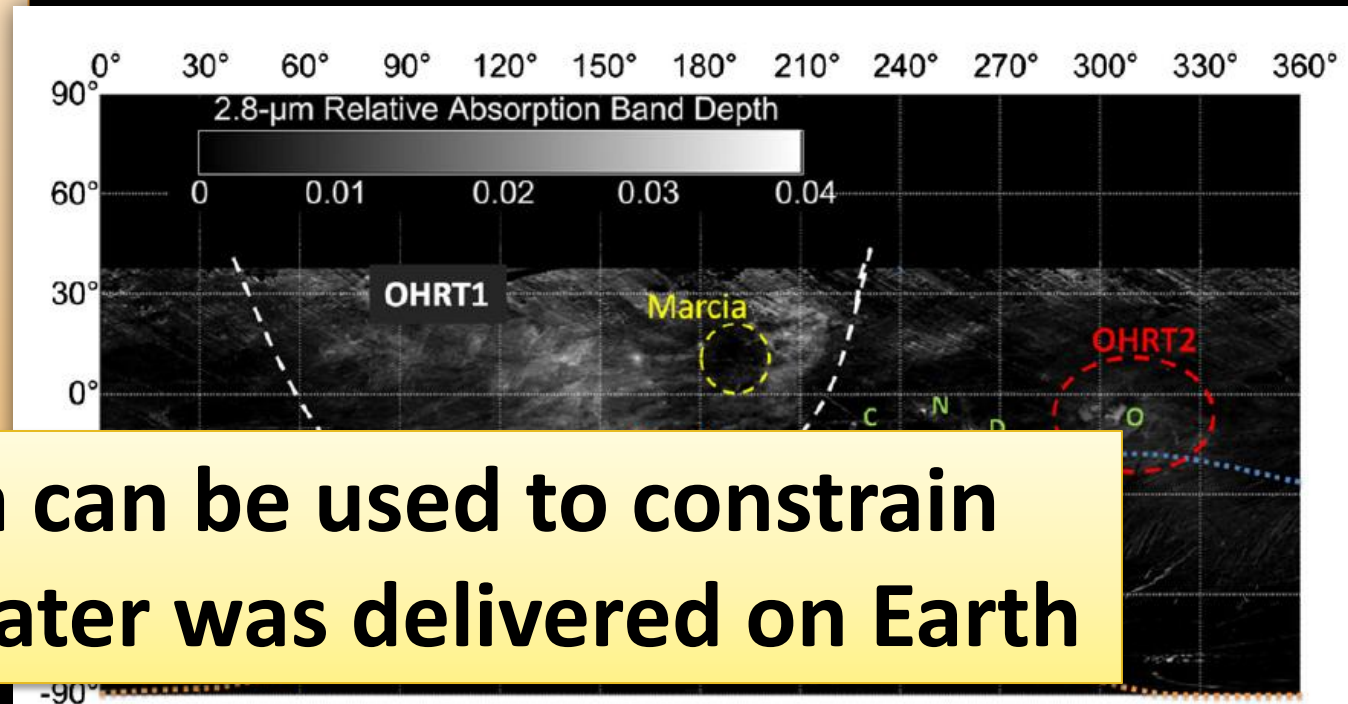 0° 30° 60° 90° 120° 150° 180° 210° 240° 270° 300° 330° 360°
90°
2.8-µm Relative Absorption Band Depth
60°
0 0.01 0.02 0.03 0.04
30°
OHRT1
Marcia
OHRT2
0°
C N D O
can be used to constrain
was delivered on Earth
-90°